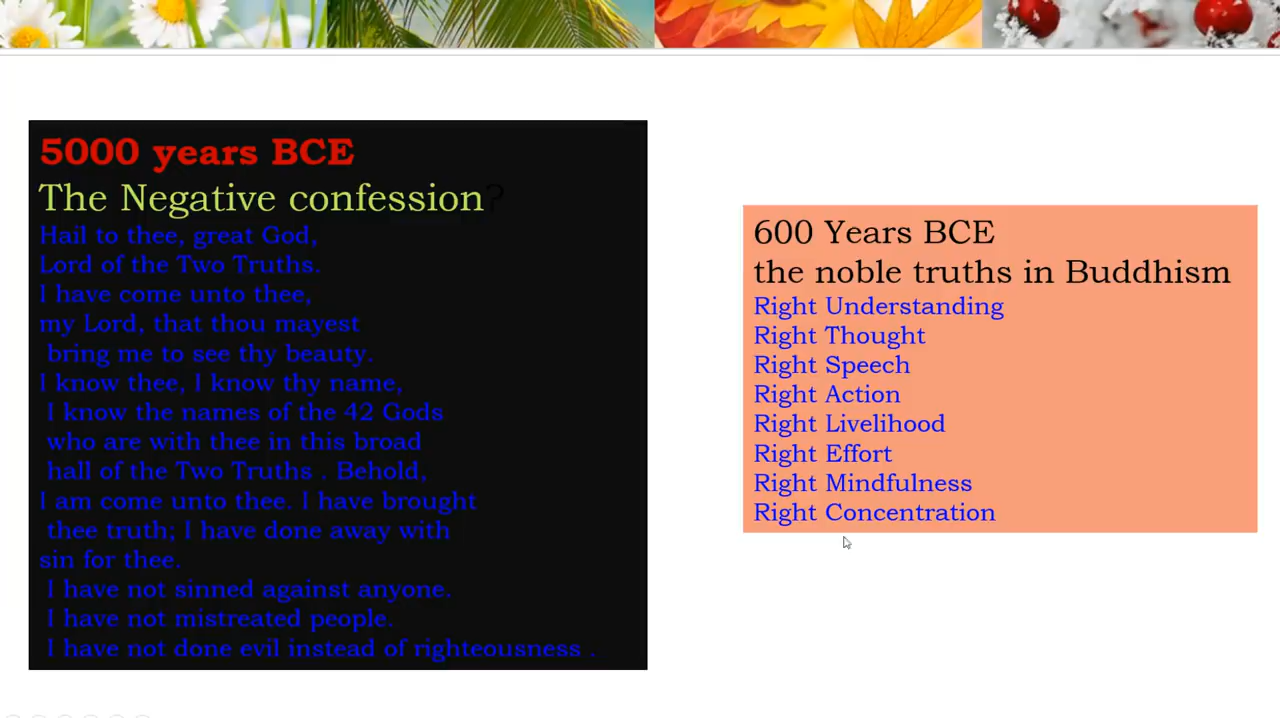 5000 years BCE
The Negative confession?
Hail to thee, great God,
Lord of the Two Truths.
I have come unto thee,
my Lord, that thou mayest
bring me to see thy beauty.
I know thee, I know thy name,
I know the names of the 42 Gods
who are with thee in this broad
hall of the Two Truths . Behold,
I am come unto thee. I have brought
thee truth; I have done away with
sin for thee.
I have not sinned against anyone.
I have not mistreated people.
I have not done evil instead of righteousness .
600 Years BCE
the noble truths in Buddhism
Right Understanding
Right Thought
Right Speech
Right Action
Right Livelihood
Right Effort
Right Mindfulness
Right Concentration